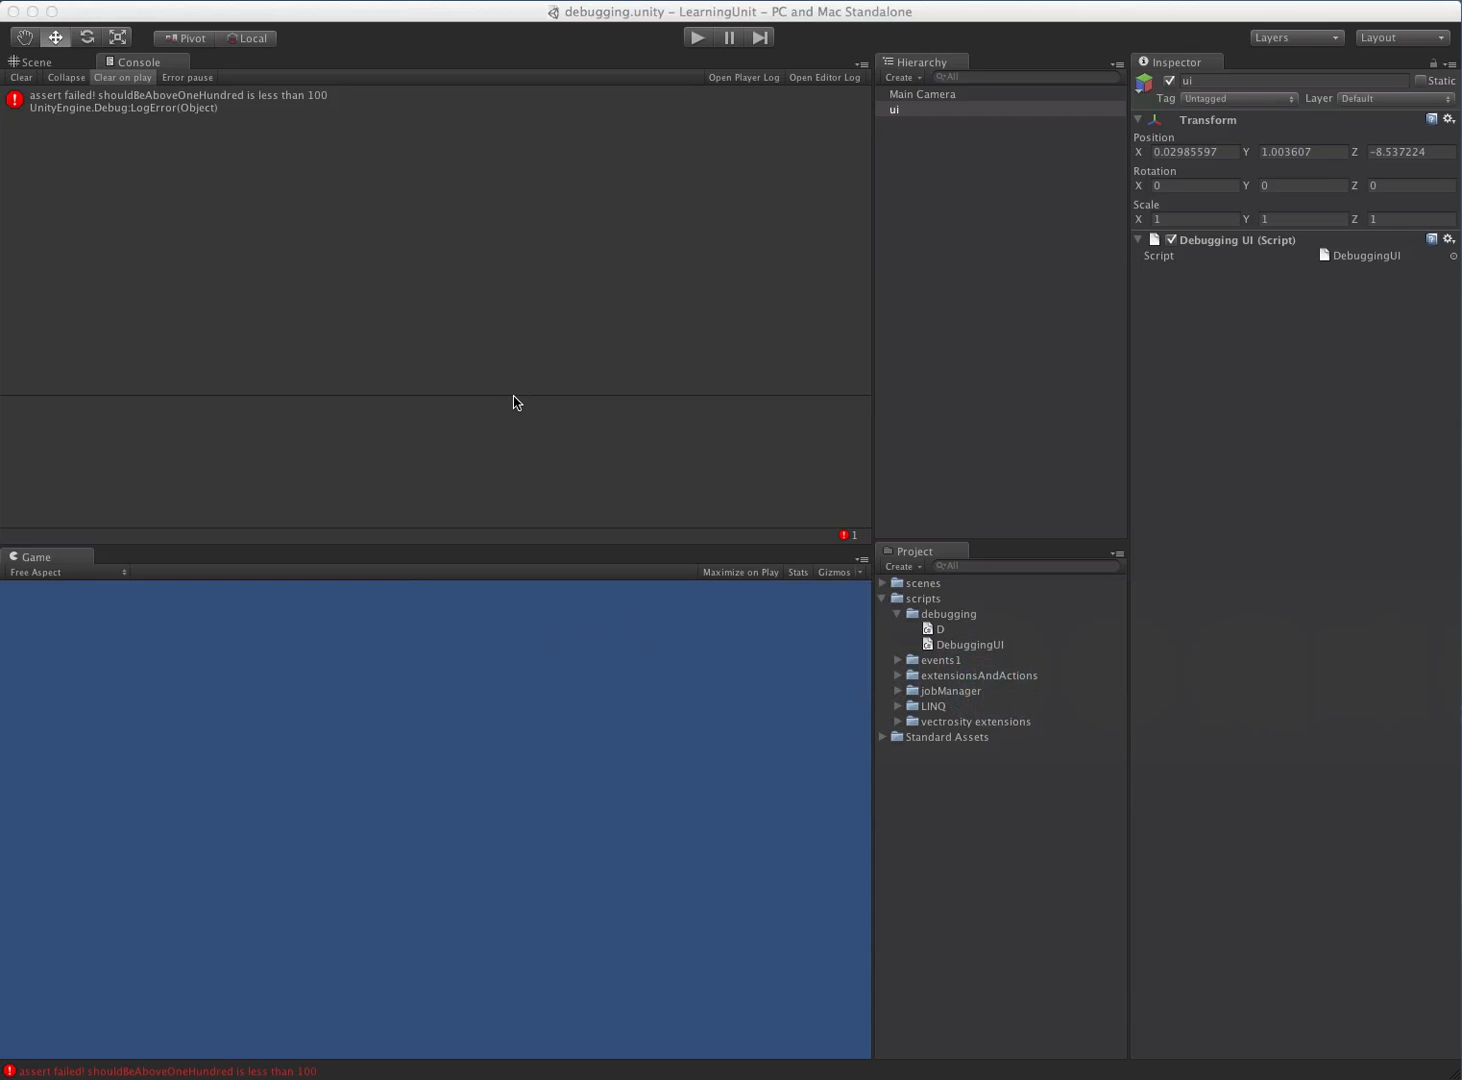 debugging.unity – LearningUnit – PC and Mac Standalone
Pivot Local Layers Layout
Scene Console
Clear Collapse Clear on play Error pause Open Player Log Open Editor Log
assert failed! shouldBeAboveOneHundred is less than 100
UnityEngine.Debug:LogError(Object)
1
Game
Free Aspect Maximize on Play Stats Gizmos
Hierarchy
Create All
Main Camera
ui
Project
Create All
scenes
scripts
debugging
D
DebuggingUI
events1
extensionsAndActions
jobManager
LINQ
vectrosity extensions
Standard Assets
Inspector
ui Static
Tag Untagged Layer Default
Transform
Position
X 0.02985597 Y 1.003607 Z -8.537224
Rotation
X 0 Y 0 Z 0
Scale
X 1 Y 1 Z 1
Debugging UI (Script)
Script DebuggingUI
assert failed! shouldBeAboveOneHundred is less than 100